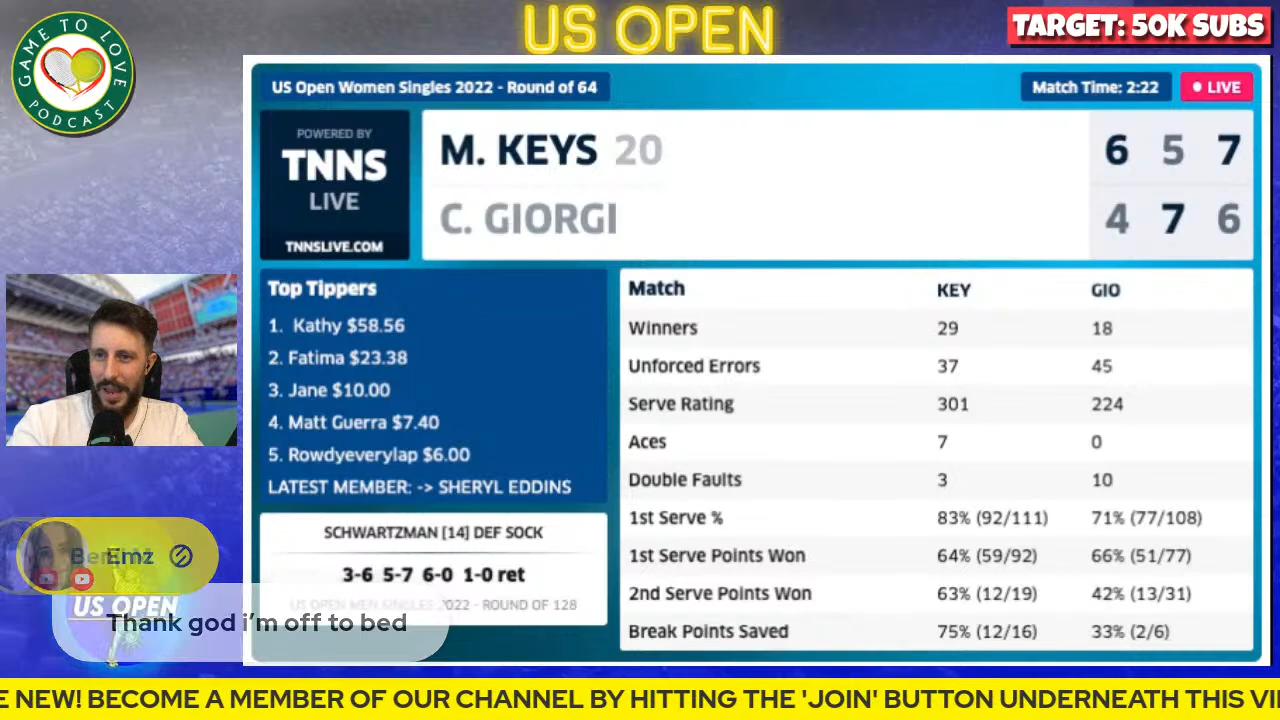 US OPEN
TARGET: 50K SUBS
GAME TO LOVE
PODCAST
US Open Women Singles 2022 - Round of 64
Match Time: 2:22
LIVE
POWERED BY
TNNS
LIVE
TNNSLIVE.COM
M. KEYS 20 6 5 7
C. GIORGI 4 7 6
Top Tippers
1. Kathy $58.56
2. Fatima $23.38
3. Jane $10.00
4. Matt Guerra $7.40
5. Rowdyeverylap $6.00
LATEST MEMBER: -> SHERYL EDDINS
SCHWARTZMAN [14] DEF SOCK
3-6 5-7 6-0 1-0 ret
US OPEN MEN SINGLES 2022 - ROUND OF 128
Match KEY GIO
Winners 29 18
Unforced Errors 37 45
Serve Rating 301 224
Aces 7 0
Double Faults 3 10
1st Serve % 83% (92/111) 71% (77/108)
1st Serve Points Won 64% (59/92) 66% (51/77)
2nd Serve Points Won 63% (12/19) 42% (13/31)
Break Points Saved 75% (12/16) 33% (2/6)
Emz
US OPEN
Thank god i'm off to bed
E NEW! BECOME A MEMBER OF OUR CHANNEL BY HITTING THE 'JOIN' BUTTON UNDERNEATH THIS VI